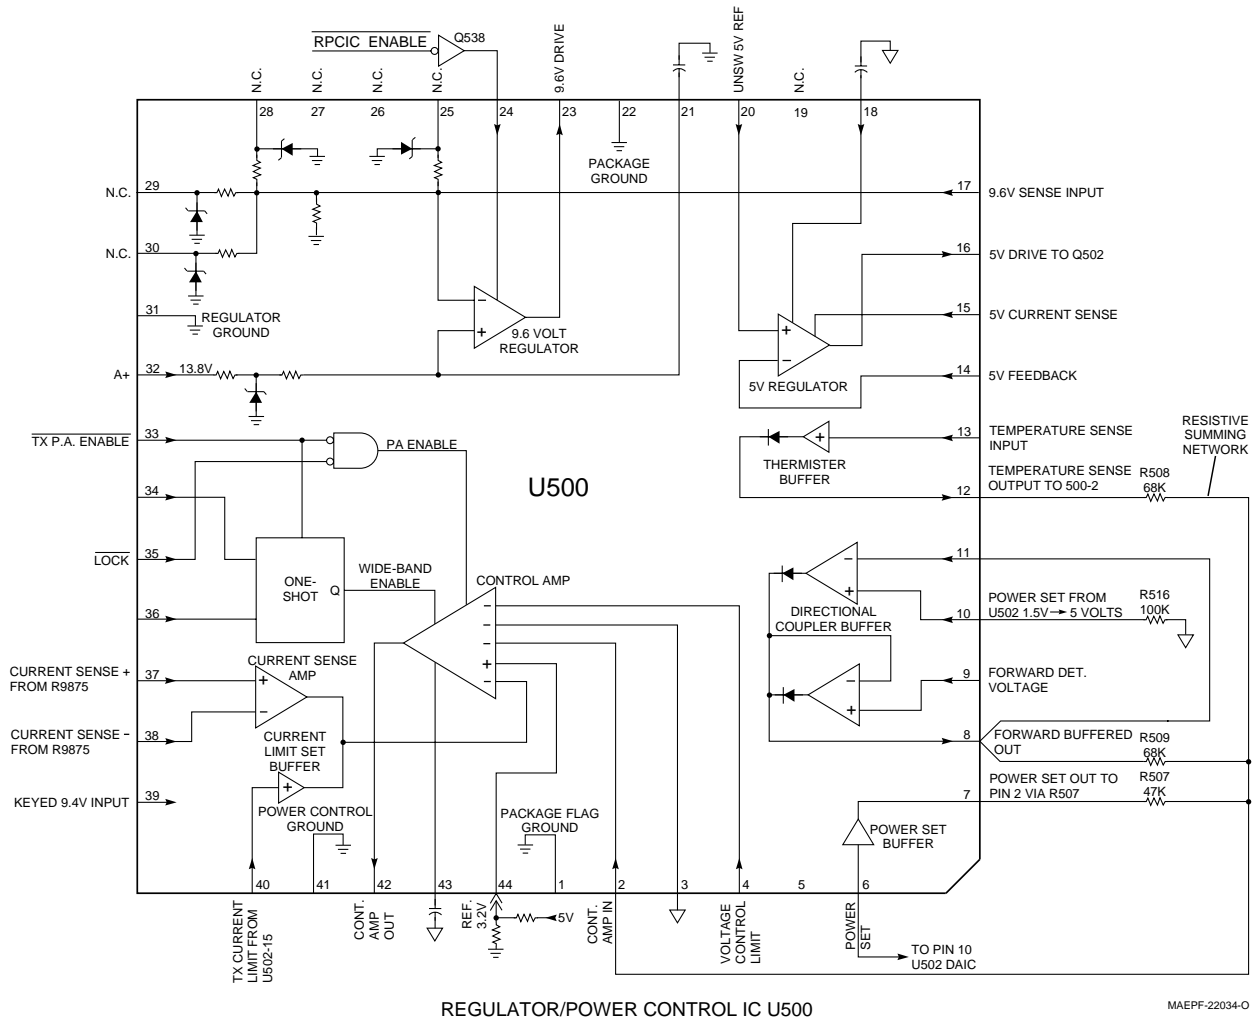 RPCIC ENABLE
Q538
9.6V DRIVE
UNSW 5V REF
N.C.
N.C.
N.C.
N.C.
N.C.
28
27
26
25
24
23
22
21
20
19
18
PACKAGE
GROUND
N.C.
29
17
9.6V SENSE INPUT
N.C.
30
16
5V DRIVE TO Q502
31
REGULATOR
GROUND
−
+
9.6 VOLT
REGULATOR
+
−
5V REGULATOR
15
5V CURRENT SENSE
A+
32
13.8V
14
5V FEEDBACK
TX P.A. ENABLE
33
PA ENABLE
+
THERMISTER
BUFFER
13
TEMPERATURE SENSE
INPUT
RESISTIVE
SUMMING
NETWORK
34
U500
12
TEMPERATURE SENSE
OUTPUT TO 500-2
R508
68K
LOCK
35
ONE-
SHOT
Q
WIDE-BAND
ENABLE
CONTROL AMP
−
−
−
+
−
−
+
DIRECTIONAL
COUPLER BUFFER
11
36
10
POWER SET FROM
U502 1.5V→5 VOLTS
R516
100K
CURRENT SENSE +
FROM R9875
37
CURRENT SENSE
AMP
+
−
−
+
9
FORWARD DET.
VOLTAGE
CURRENT SENSE −
FROM R9875
38
CURRENT
LIMIT SET
BUFFER
+
8
FORWARD BUFFERED
OUT
R509
68K
KEYED 9.4V INPUT
39
POWER CONTROL
GROUND
PACKAGE FLAG
GROUND
7
POWER SET OUT TO
PIN 2 VIA R507
R507
47K
POWER SET
BUFFER
40
41
42
43
44
1
2
3
4
5
6
TX CURRENT
LIMIT FROM
U502-15
CONT.
AMP
OUT
REF.
3.2V
5V
CONT.
AMP IN
VOLTAGE
CONTROL
LIMIT
POWER
SET
TO PIN 10
U502 DAIC
REGULATOR/POWER CONTROL IC U500
MAEPF-22034-O